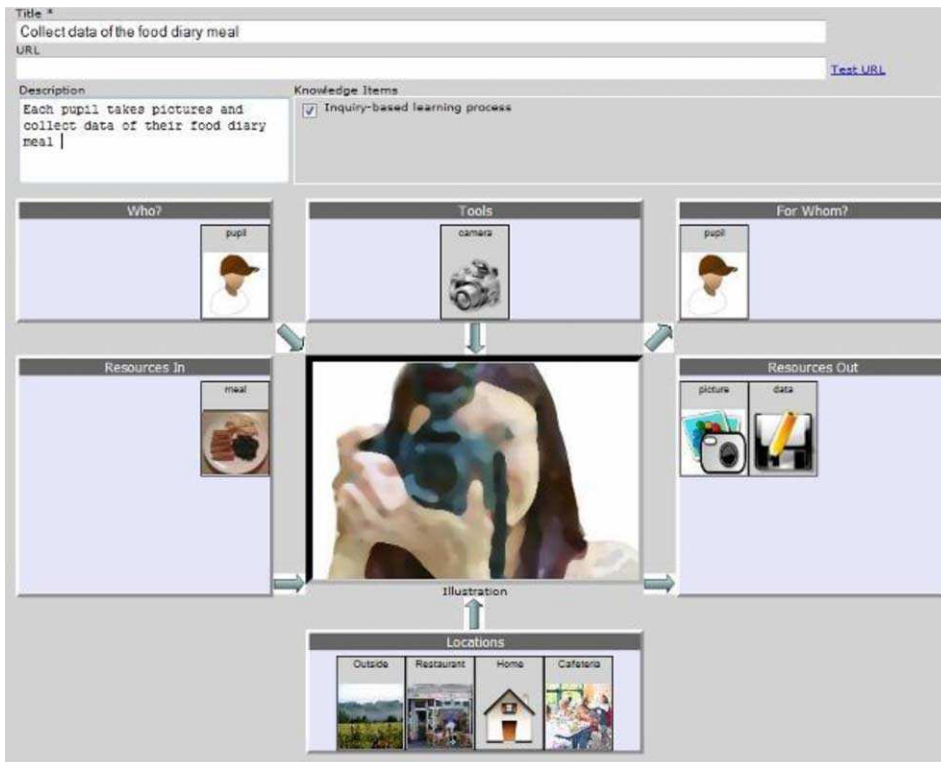 Title *
Collect data of the food diary meal
URL
Test URL
Description
Each pupil takes pictures and
collect data of their food diary
meal
Knowledge Items
Inquiry-based learning process
Who?
pupil
Tools
camera
For Whom?
pupil
Resources In
meal
Resources Out
picture data
Illustration
Locations
Outside Restaurant Home Cafeteria